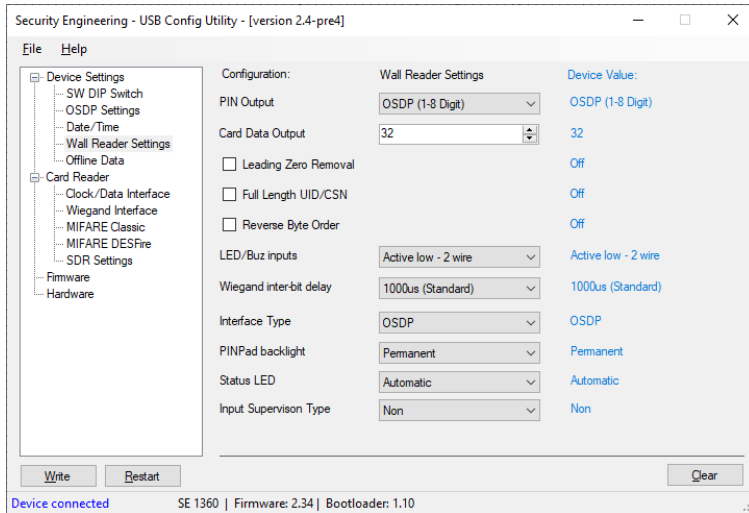 Security Engineering - USB Config Utility - [version 2.4-pre4]
File Help
Device Settings
SW DIP Switch
OSDP Settings
Date/Time
Wall Reader Settings
Offline Data
Card Reader
Clock/Data Interface
Wiegand Interface
MIFARE Classic
MIFARE DESFire
SDR Settings
Firmware
Hardware
Configuration: Wall Reader Settings Device Value:
PIN Output OSDP (1-8 Digit) OSDP (1-8 Digit)
Card Data Output 32 32
Leading Zero Removal Off
Full Length UID/CSN Off
Reverse Byte Order Off
LED/Buz inputs Active low - 2 wire Active low - 2 wire
Wiegand inter-bit delay 1000us (Standard) 1000us (Standard)
Interface Type OSDP OSDP
PINPad backlight Permanent Permanent
Status LED Automatic Automatic
Input Supervison Type Non Non
Write Restart Clear
Device connected SE 1360 | Firmware: 2.34 | Bootloader: 1.10